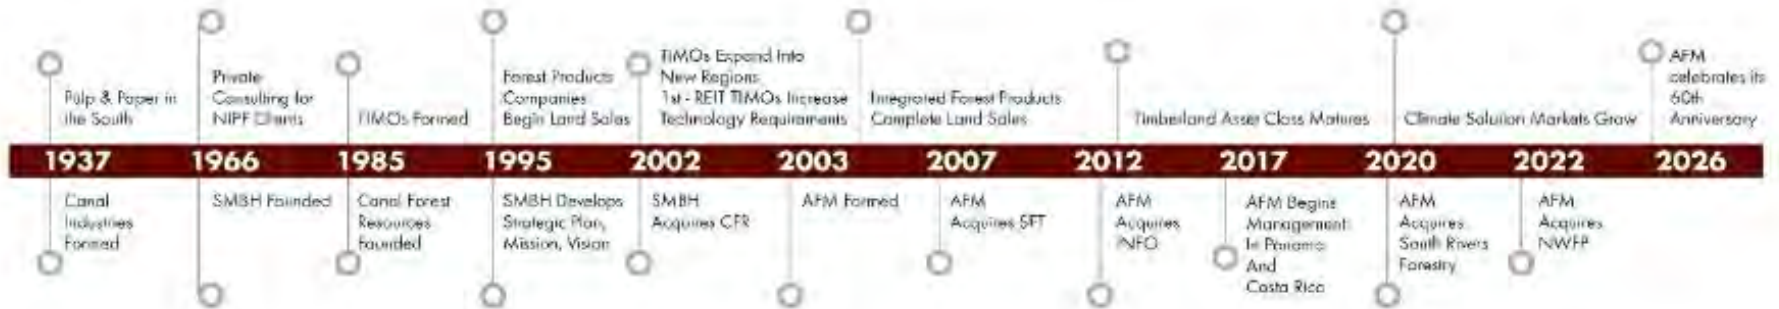 Pulp & Paper in
the South
Private
Consulting for
NIPF Clients
TIMOs Formed
Forest Products
Companies
Begin Land Sales
TIMOs Expand Into
New Regions
1st - REIT TIMOs Increase
Technology Requirements
Integrated Forest Products
Complete Land Sales
Timberland Asset Class Matures
Climate Solution Markets Grow
AFM
celebrates its
60th
Anniversary
1937 1966 1985 1995 2002 2003 2007 2012 2017 2020 2022 2026
Canal
Industries
Formed
SMBH Founded
Canal Forest
Resources
Founded
SMBH Develops
Strategic Plan,
Mission, Vision
SMBH
Acquires CFR
AFM Formed
AFM
Acquires SFT
AFM
Acquires
INFO
AFM Begins
Management
In Panama
And
Costa Rica
AFM
Acquires
South Rivers
Forestry
AFM
Acquires
NWFP